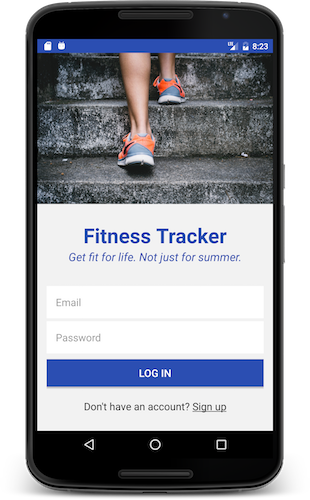 8:23
Fitness Tracker
Get fit for life. Not just for summer.
Email
Password
LOG IN
Don't have an account? Sign up